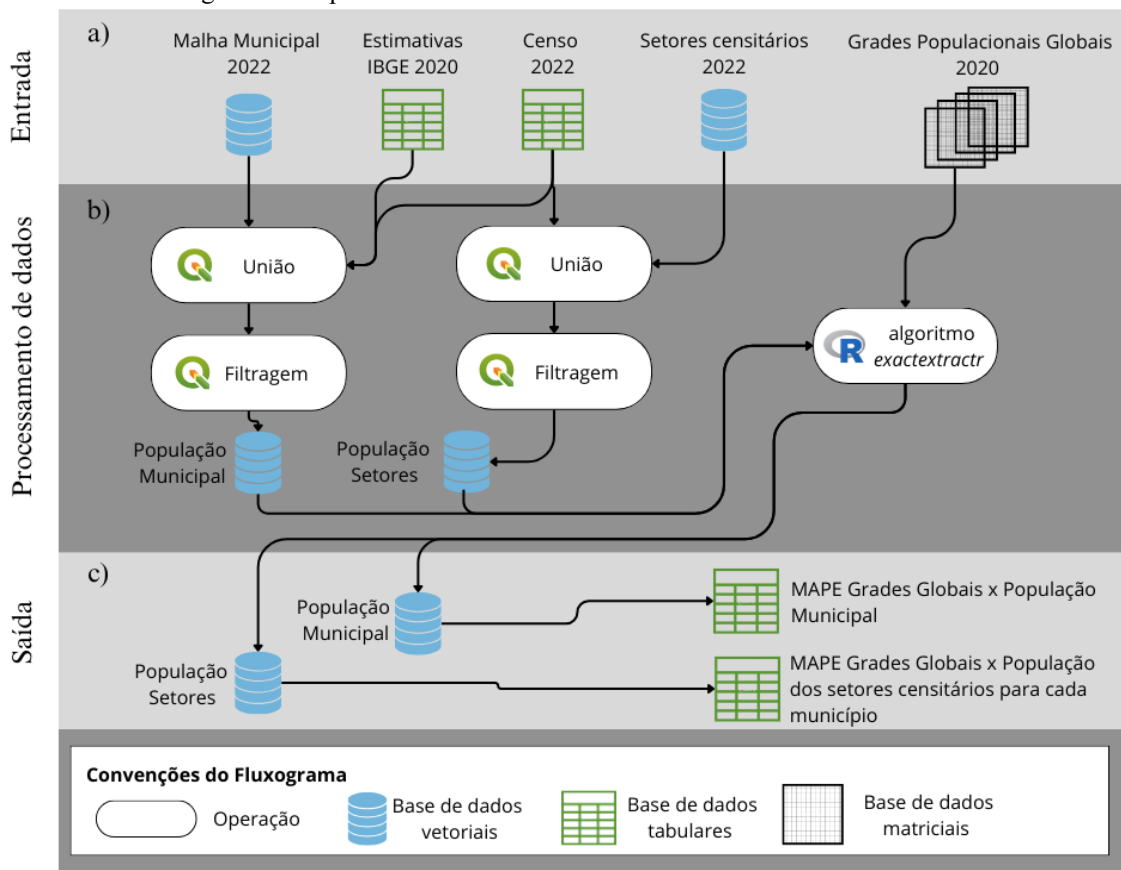 a)
Entrada
Malha Municipal
2022
Estimativas
IBGE 2020
Censo
2022
Setores censitários
2022
Grades Populacionais Globais
2020
b)
Processamento de dados
União
União
algoritmo
exactextractr
R
Filtragem
Filtragem
População
Municipal
População
Setores
c)
Saída
População
Municipal
MAPE Grades Globais x População
Municipal
População
Setores
MAPE Grades Globais x População
dos setores censitários para cada
município
Convenções do Fluxograma
Operação
Base de dados
vetoriais
Base de dados
tabulares
Base de dados
matriciais